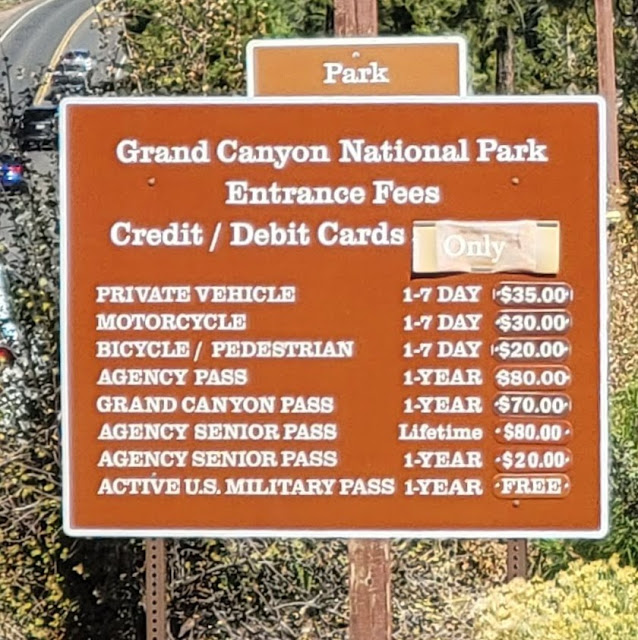 Park
Grand Canyon National Park
Entrance Fees
Credit / Debit Cards Only
PRIVATE VEHICLE 1-7 DAY $35.00
MOTORCYCLE 1-7 DAY $30.00
BICYCLE / PEDESTRIAN 1-7 DAY $20.00
AGENCY PASS 1-YEAR $80.00
GRAND CANYON PASS 1-YEAR $70.00
AGENCY SENIOR PASS Lifetime $80.00
AGENCY SENIOR PASS 1-YEAR $20.00
ACTIVE U.S. MILITARY PASS 1-YEAR FREE